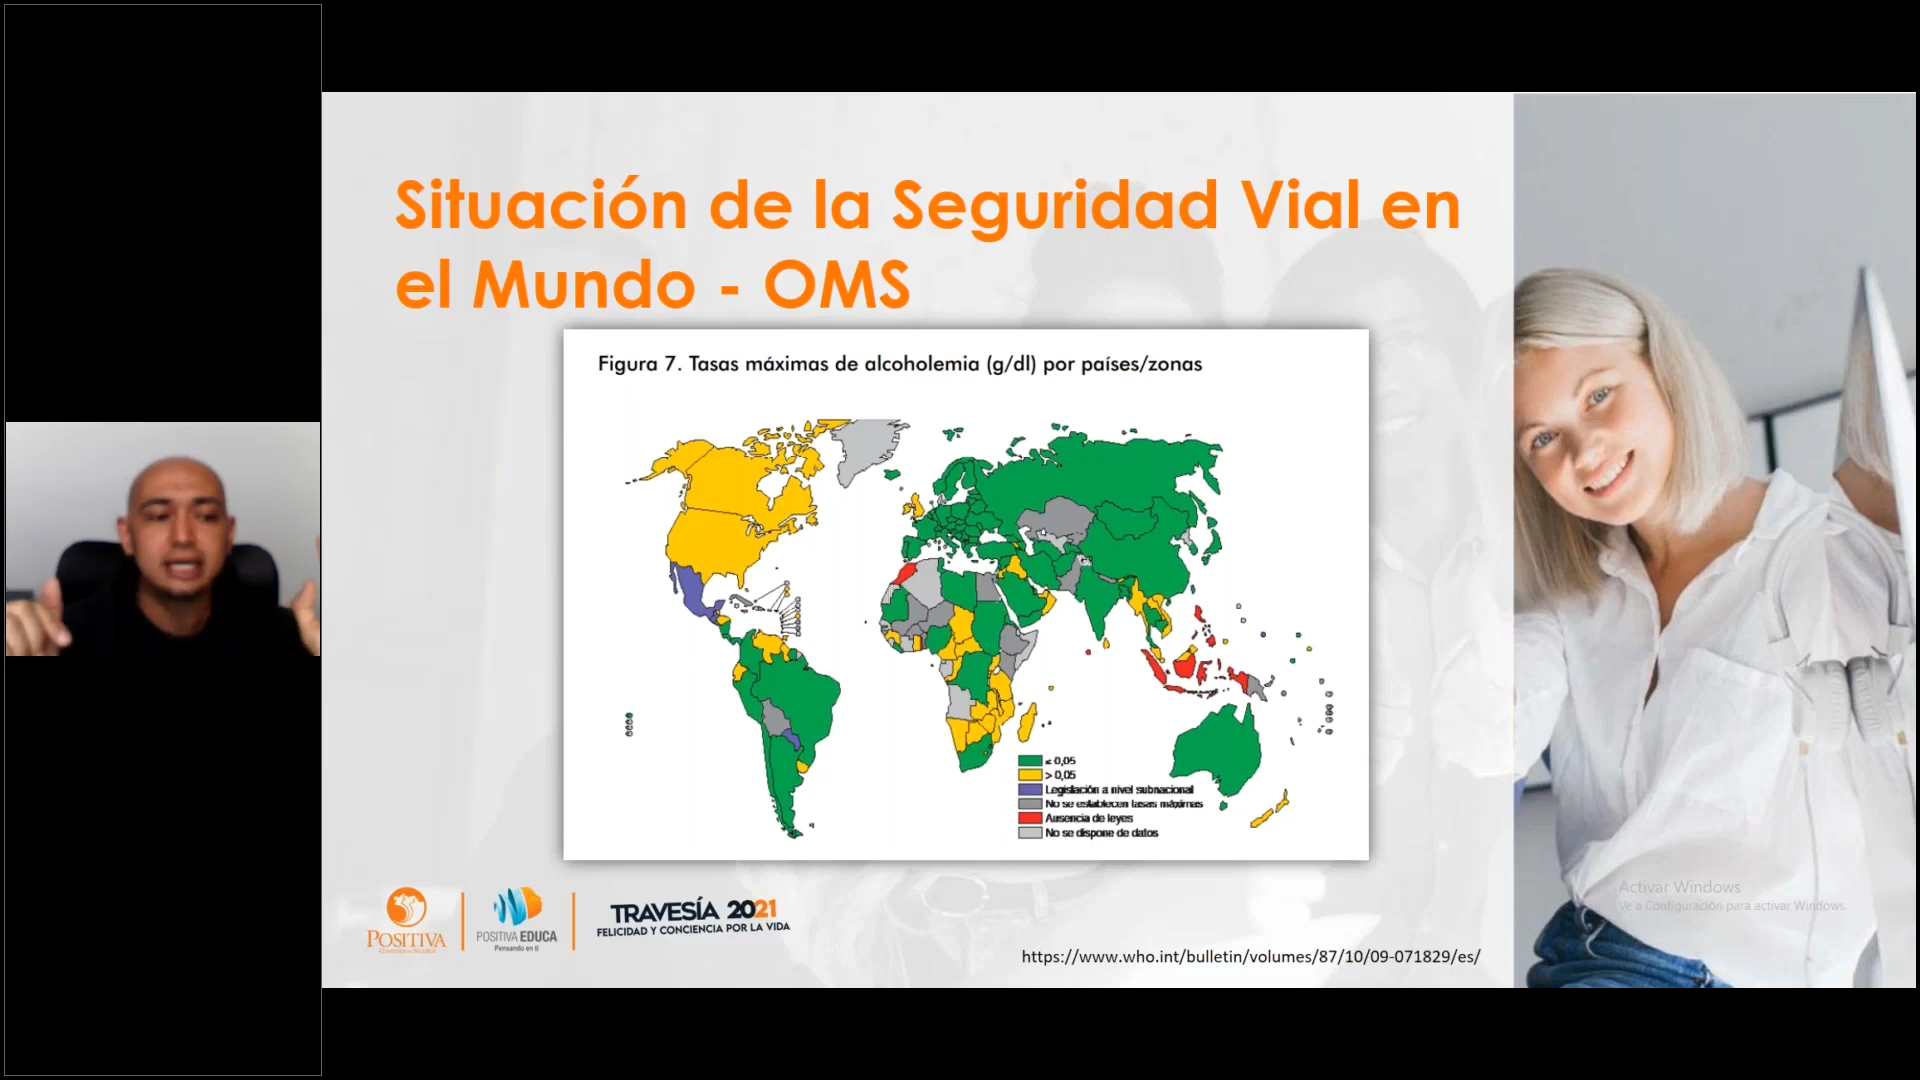 Situación de la Seguridad Vial en
el Mundo - OMS
Figura 7. Tasas máximas de alcoholemia (g/dl) por países/zonas
≤ 0,05
> 0,05
Legislación a nivel subnacional
No se establecen tasas máximas
Ausencia de leyes
No se dispone de datos
POSITIVA
POSITIVA EDUCA
Pensando en ti
TRAVESÍA 2021
FELICIDAD Y CONCIENCIA POR LA VIDA
https://www.who.int/bulletin/volumes/87/10/09-071829/es/
Activar Windows
Ve a Configuración para activar Windows.